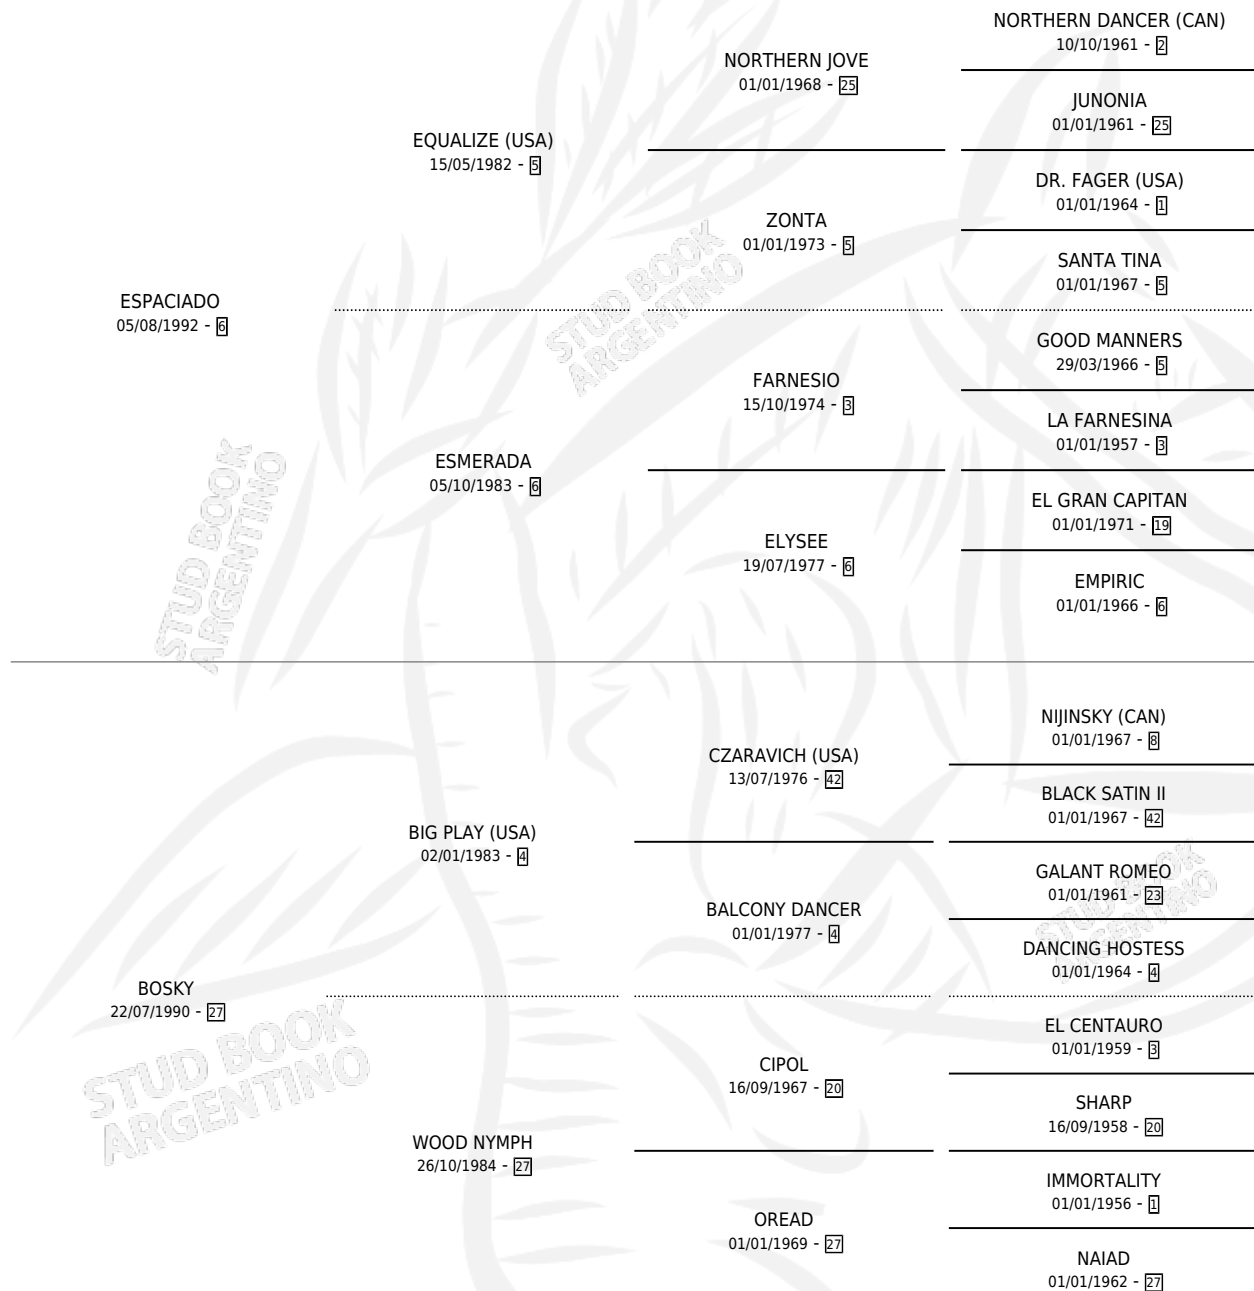 NORTHERN DANCER (CAN)
10/10/1961 - 2
NORTHERN JOVE
01/01/1968 - 25
JUNONIA
01/01/1961 - 25
EQUALIZE (USA)
15/05/1982 - 5
DR. FAGER (USA)
01/01/1964 - 1
ZONTA
01/01/1973 - 5
SANTA TINA
01/01/1967 - 5
ESPACIADO
05/08/1992 - 6
STUD BOOK
ARGENTINO
GOOD MANNERS
29/03/1966 - 5
FARNESIO
15/10/1974 - 3
LA FARNESINA
01/01/1957 - 3
ESMERADA
05/10/1983 - 6
EL GRAN CAPITAN
01/01/1971 - 19
ELYSEE
19/07/1977 - 6
EMPIRIC
01/01/1966 - 6
STUD BOOK
ARGENTINO
NIJINSKY (CAN)
01/01/1967 - 8
CZARAVICH (USA)
13/07/1976 - 42
BLACK SATIN II
01/01/1967 - 42
BIG PLAY (USA)
02/01/1983 - 4
GALANT ROMEO
01/01/1961 - 23
BALCONY DANCER
01/01/1977 - 4
DANCING HOSTESS
01/01/1964 - 4
STUD BOOK
ARGENTINO
BOSKY
22/07/1990 - 27
EL CENTAURO
01/01/1959 - 3
CIPOL
16/09/1967 - 20
SHARP
16/09/1958 - 20
STUD BOOK
ARGENTINO
WOOD NYMPH
26/10/1984 - 27
IMMORTALITY
01/01/1956 - 1
OREAD
01/01/1969 - 27
NAIAD
01/01/1962 - 27